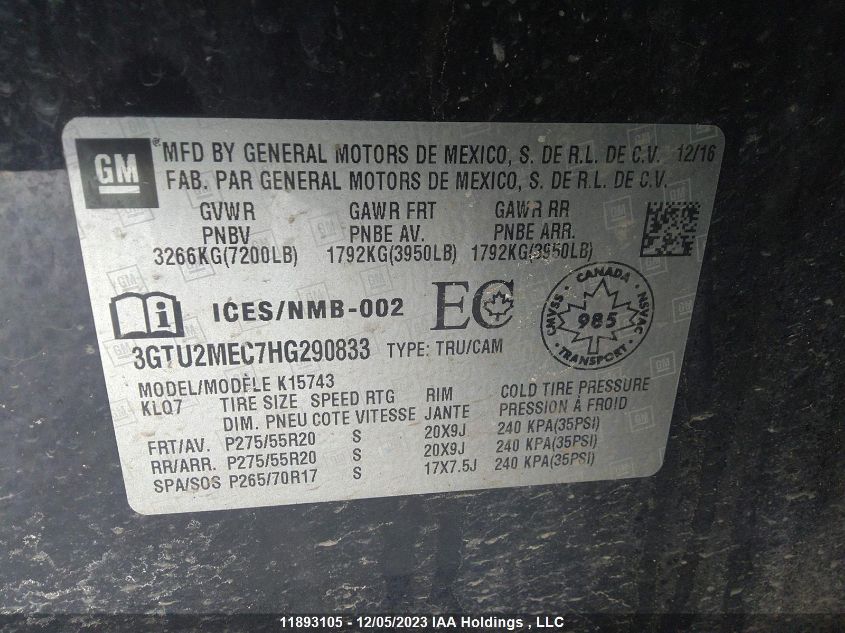 GM
MFD BY GENERAL MOTORS DE MEXICO, S. DE R.L. DE C.V. 12/16
FAB. PAR GENERAL MOTORS DE MEXICO, S. DE R.L. DE C.V.
GVWR GAWR FRT GAWR RR
PNBV PNBE AV. PNBE ARR.
3266KG(7200LB) 1792KG(3950LB) 1792KG(3950LB)
i ICES/NMB-002 EC
CANADA CMVSS NSVAC 985 TRANSPORT
3GTU2MEC7HG290833 TYPE: TRU/CAM
MODEL/MODÈLE K15743
KLQ7 TIRE SIZE SPEED RTG RIM COLD TIRE PRESSURE
DIM. PNEU COTE VITESSE JANTE PRESSION À FROID
FRT/AV. P275/55R20 S 20X9J 240 KPA(35PSI)
RR/ARR. P275/55R20 S 20X9J 240 KPA(35PSI)
SPA/SOS P265/70R17 S 17X7.5J 240 KPA(35PSI)
11893105 - 12/05/2023 IAA Holdings , LLC